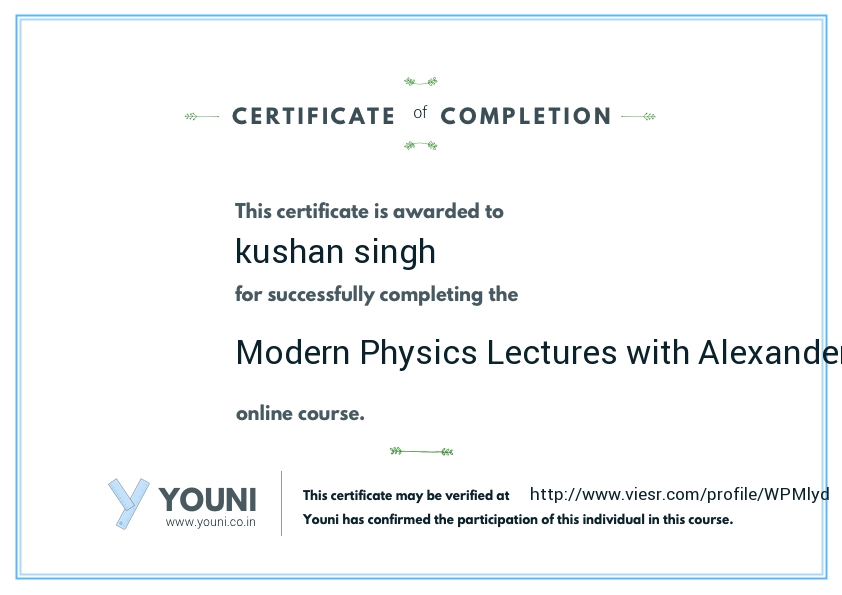 CERTIFICATE of COMPLETION
This certificate is awarded to
kushan singh
for successfully completing the
Modern Physics Lectures with Alexander
online course.
YOUNI
www.youni.co.in
This certificate may be verified at http://www.viesr.com/profile/WPMlyd
Youni has confirmed the participation of this individual in this course.